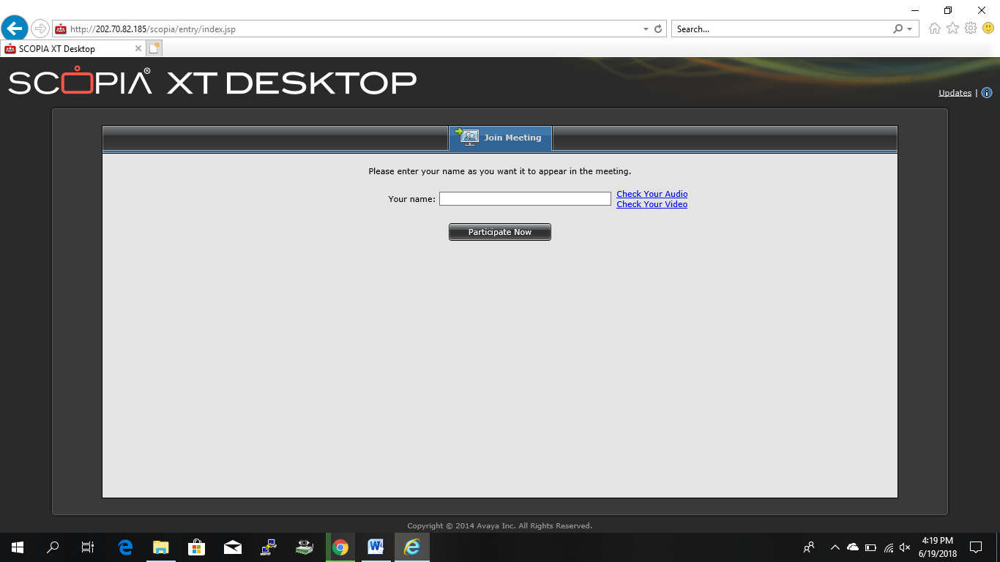 http://202.70.82.185/scopia/entry/index.jsp
Search...
SCOPIA XT Desktop
SCOPIA® XT DESKTOP
Updates |
Join Meeting
Please enter your name as you want it to appear in the meeting.
Your name:
Check Your Audio
Check Your Video
Participate Now
Copyright © 2014 Avaya Inc. All Rights Reserved.
4:19 PM
6/19/2018